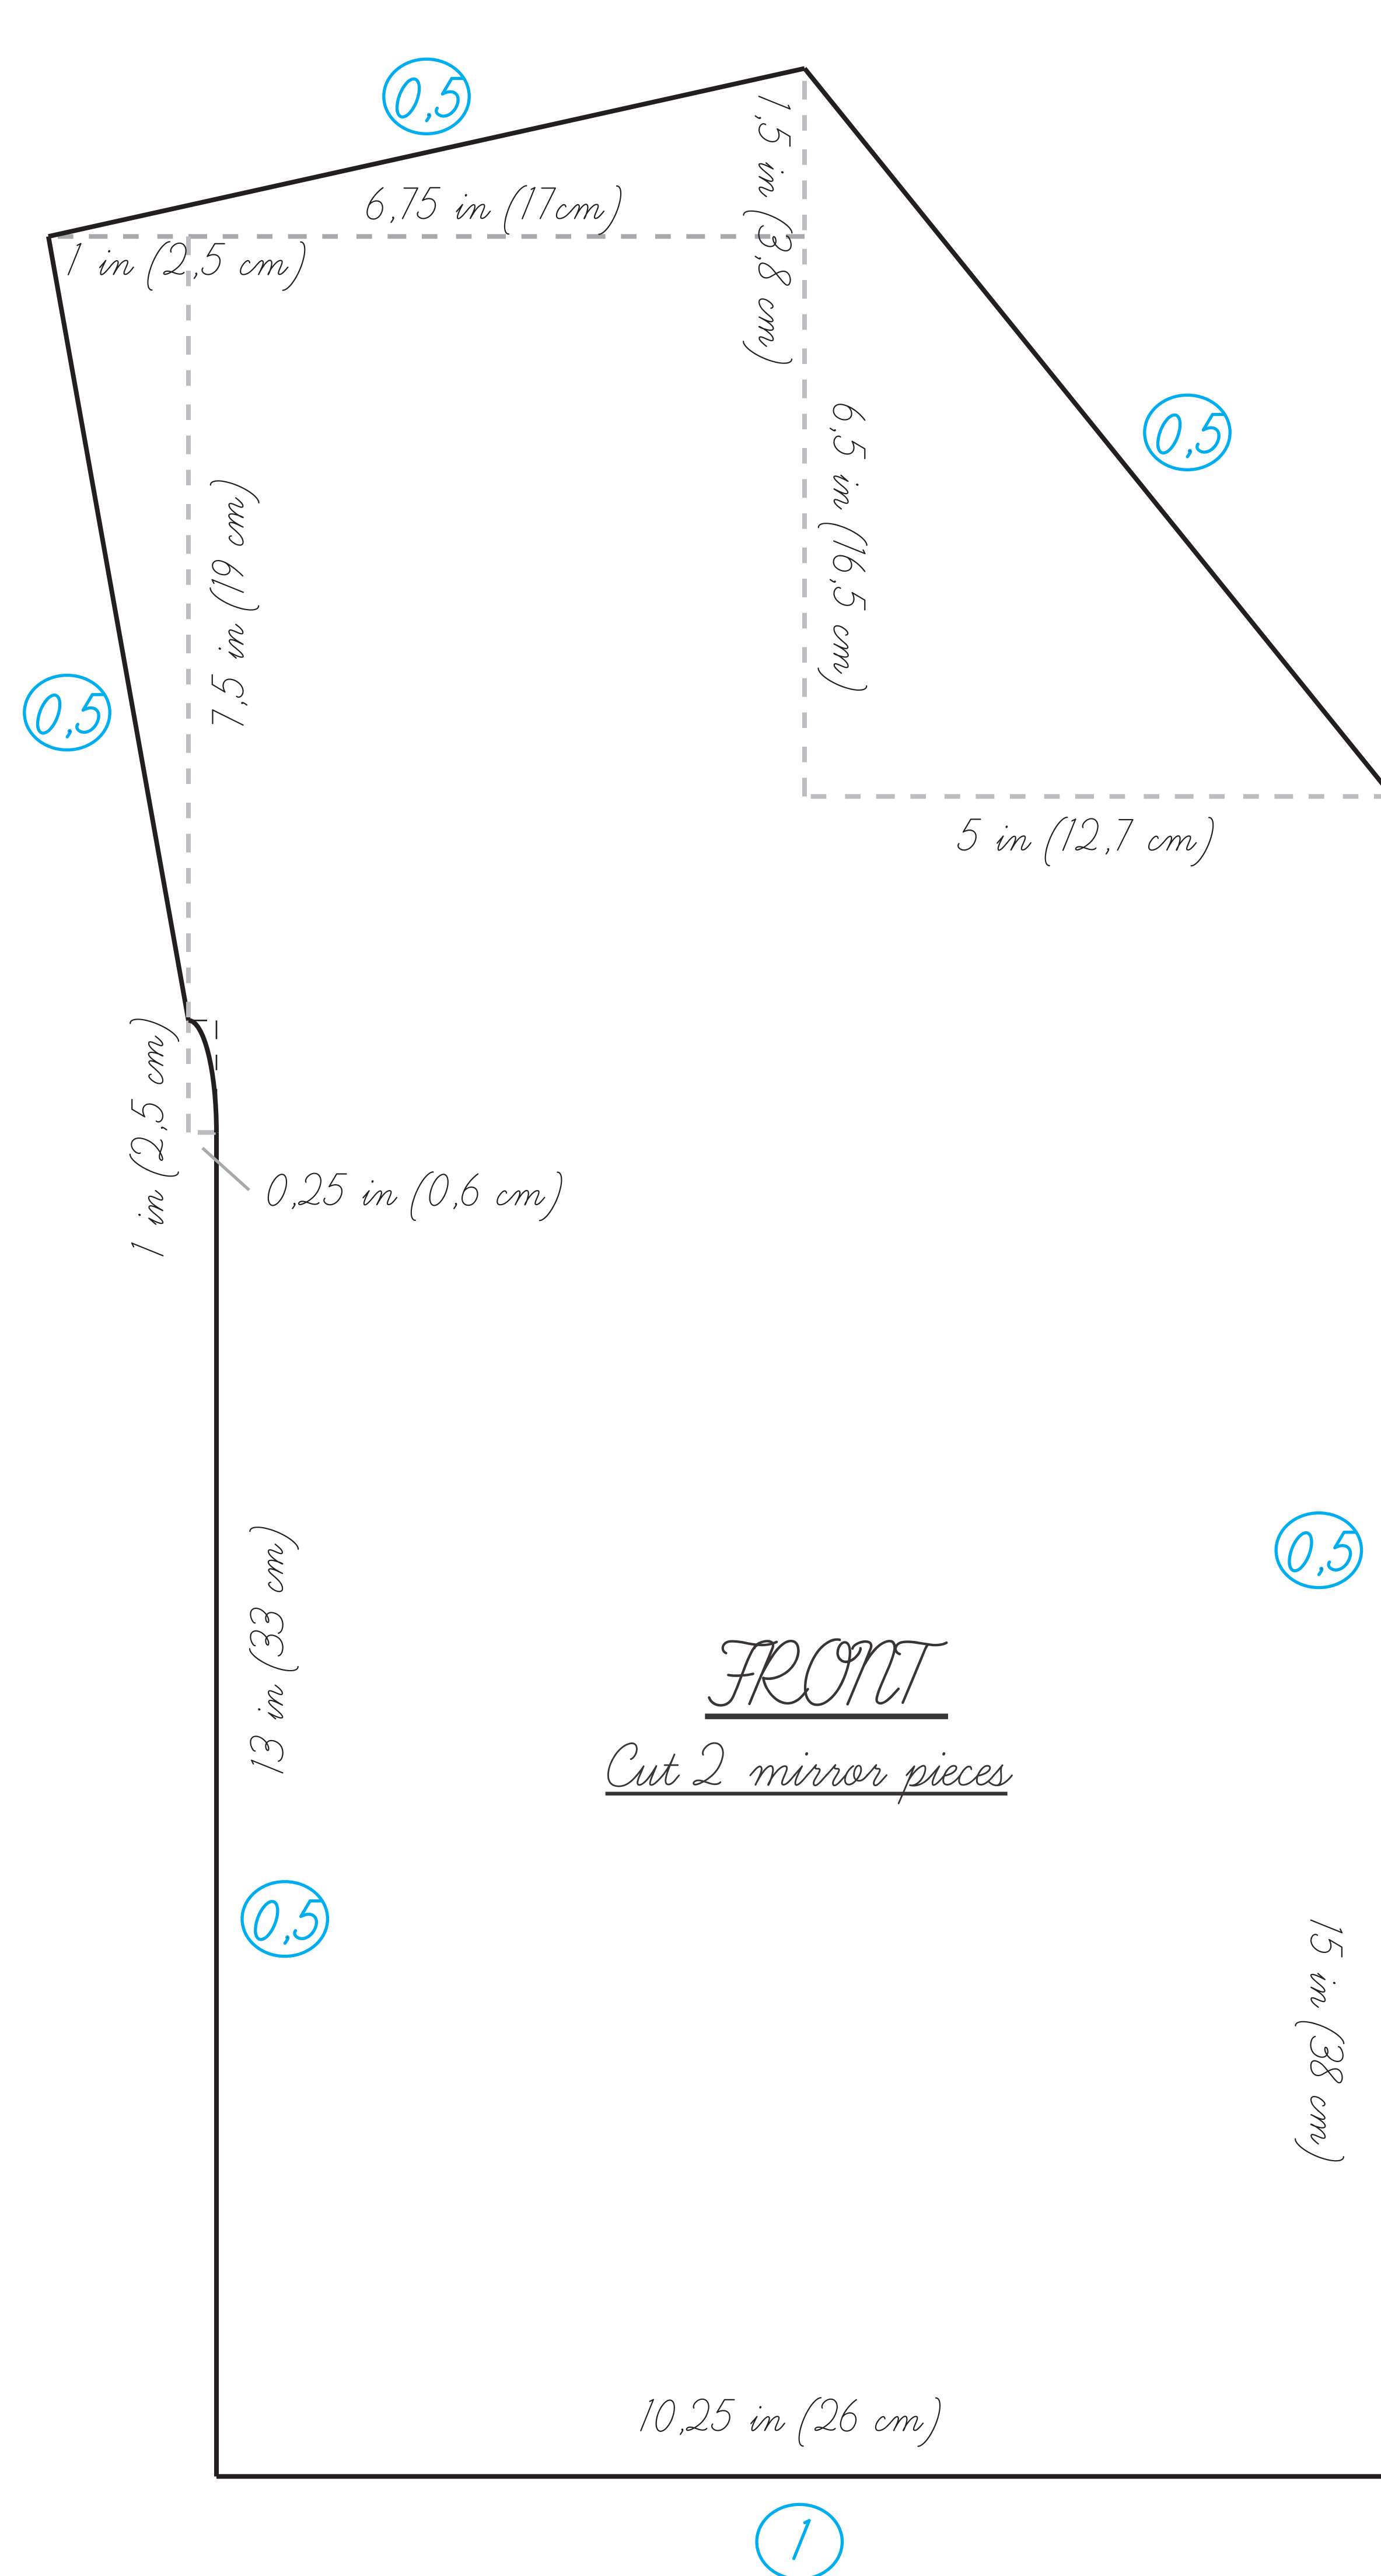 0,5
6,75 in (17cm)
1 in (2,5 cm)
1,5 in (3,8 cm)
6,5 in (16,5 cm)
0,5
7,5 in (19 cm)
0,5
5 in (12,7 cm)
1 in (2,5 cm)
0,25 in (0,6 cm)
13 in (33 cm)
0,5
FRONT
Cut 2 mirror pieces
0,5
15 in (38 cm)
10,25 in (26 cm)
1